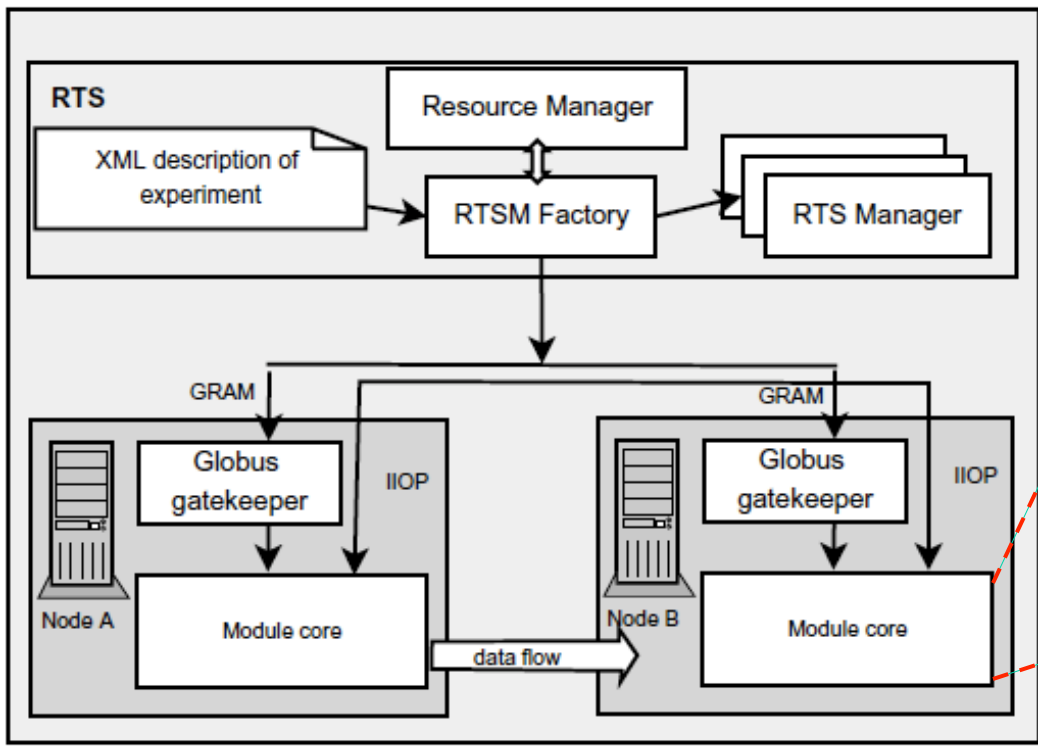 RTS
Resource Manager
XML description of
experiment
RTSM Factory
RTS Manager
GRAM
GRAM
Globus
gatekeeper
IIOP
Node A
Module core
data flow
Globus
gatekeeper
IIOP
Node B
Module core